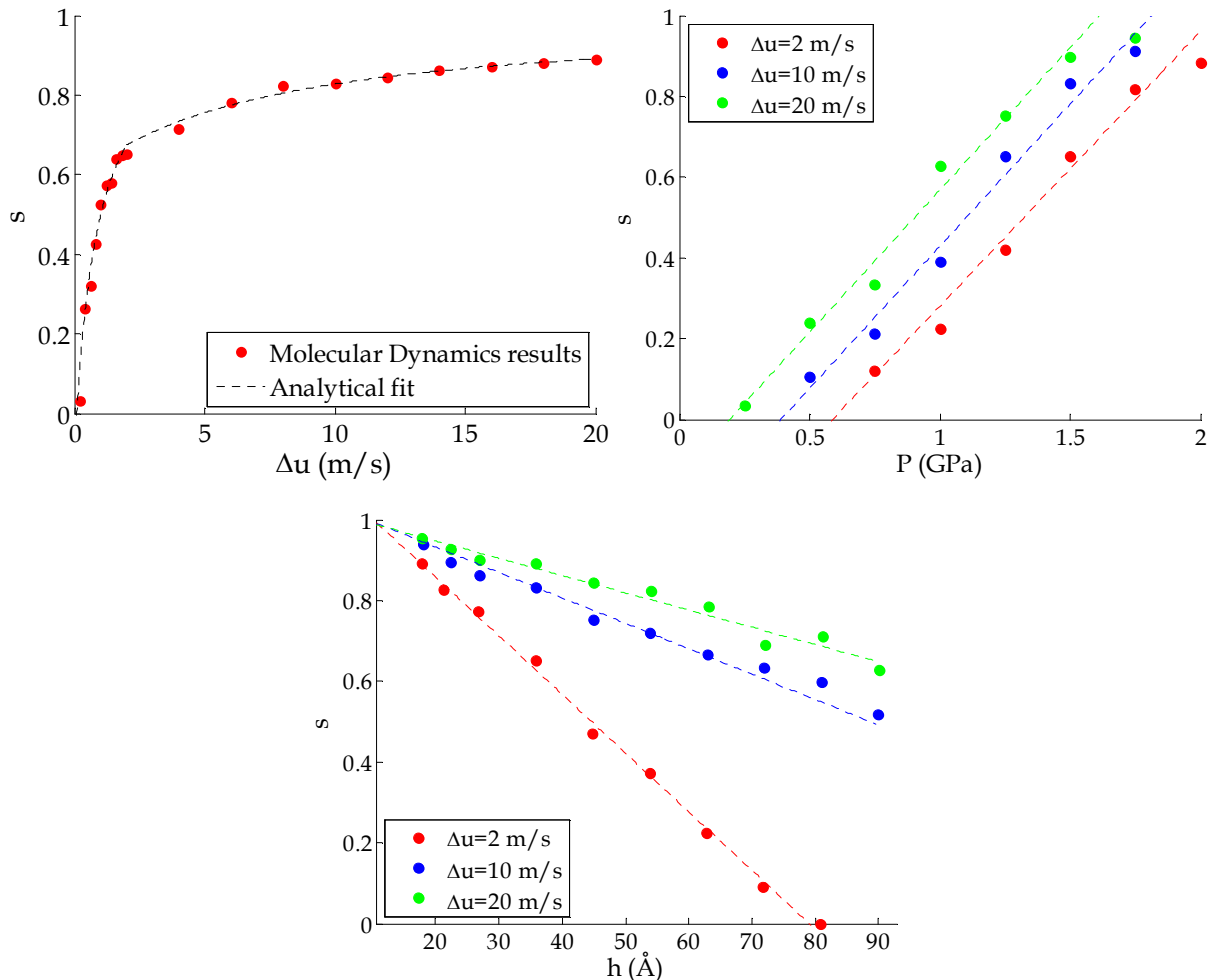 1
0.8
0.6
0.4
0.2
0
s
0 5 10 15 20
Δu (m/s)
Molecular Dynamics results
Analytical fit
1
0.8
0.6
0.4
0.2
0
s
0 0.5 1 1.5 2
P (GPa)
Δu=2 m/s
Δu=10 m/s
Δu=20 m/s
1
0.8
0.6
0.4
0.2
0
s
20 30 40 50 60 70 80 90
h (Å)
Δu=2 m/s
Δu=10 m/s
Δu=20 m/s